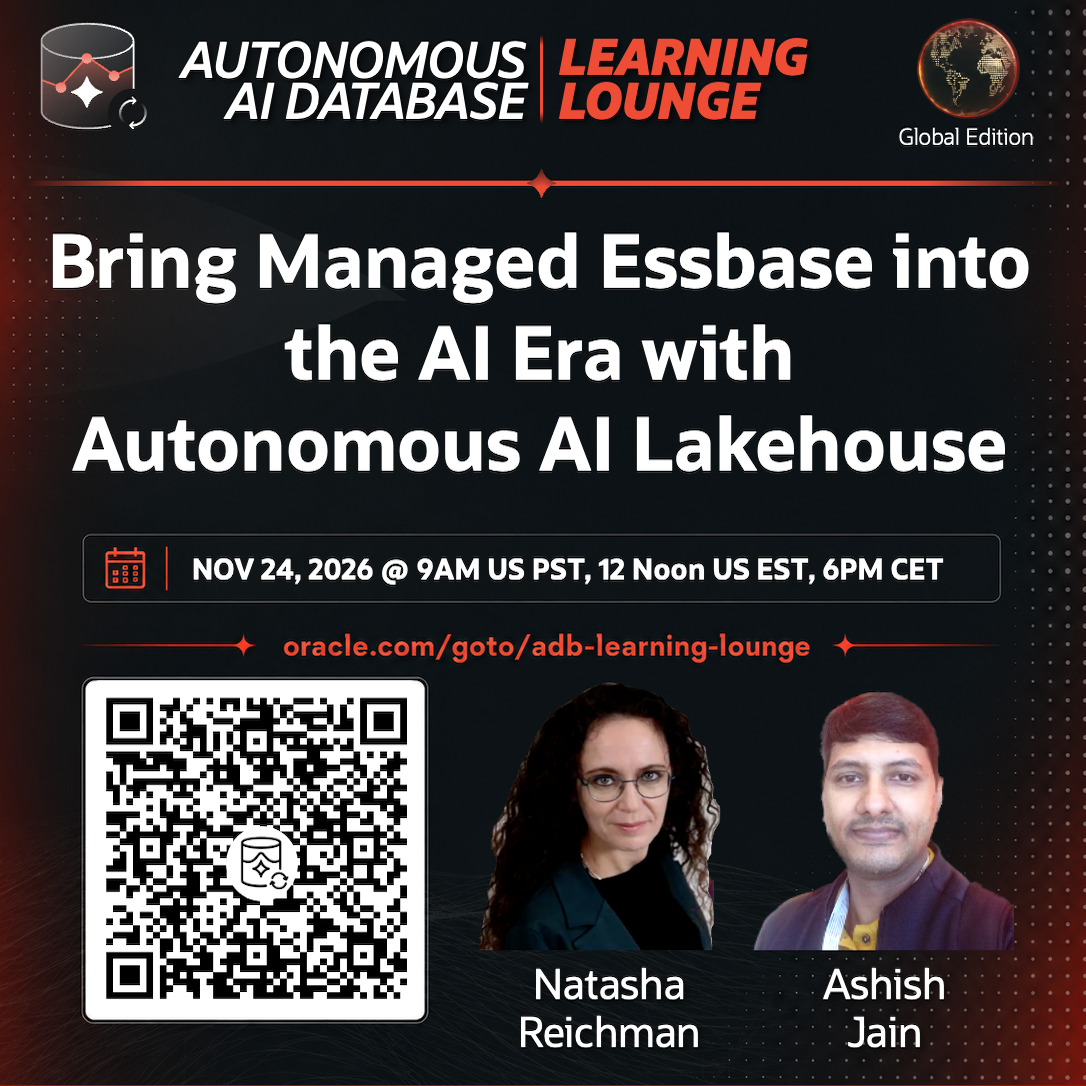 AUTONOMOUS
AI DATABASE
LEARNING
LOUNGE
Global Edition
Bring Managed Essbase into
the AI Era with
Autonomous AI Lakehouse
NOV 24, 2026 @ 9AM US PST, 12 Noon US EST, 6PM CET
oracle.com/goto/adb-learning-lounge
Natasha
Reichman
Ashish
Jain